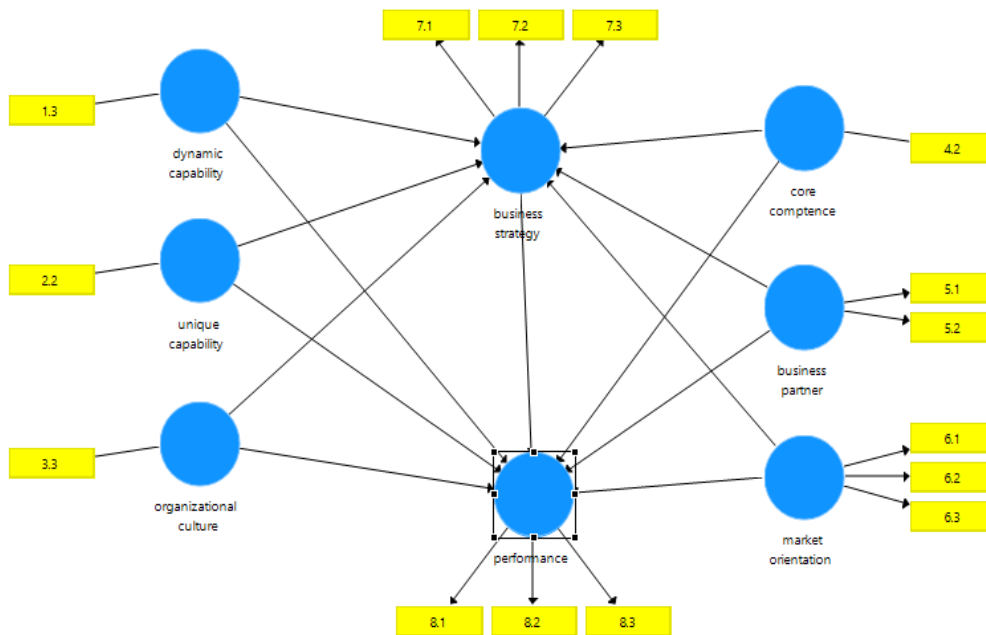 7.1
7.2
7.3
1.3
dynamic
capability
4.2
core
comptence
business
strategy
2.2
unique
capability
5.1
5.2
business
partner
3.3
organizational
culture
6.1
6.2
6.3
market
orientation
performance
8.1
8.2
8.3